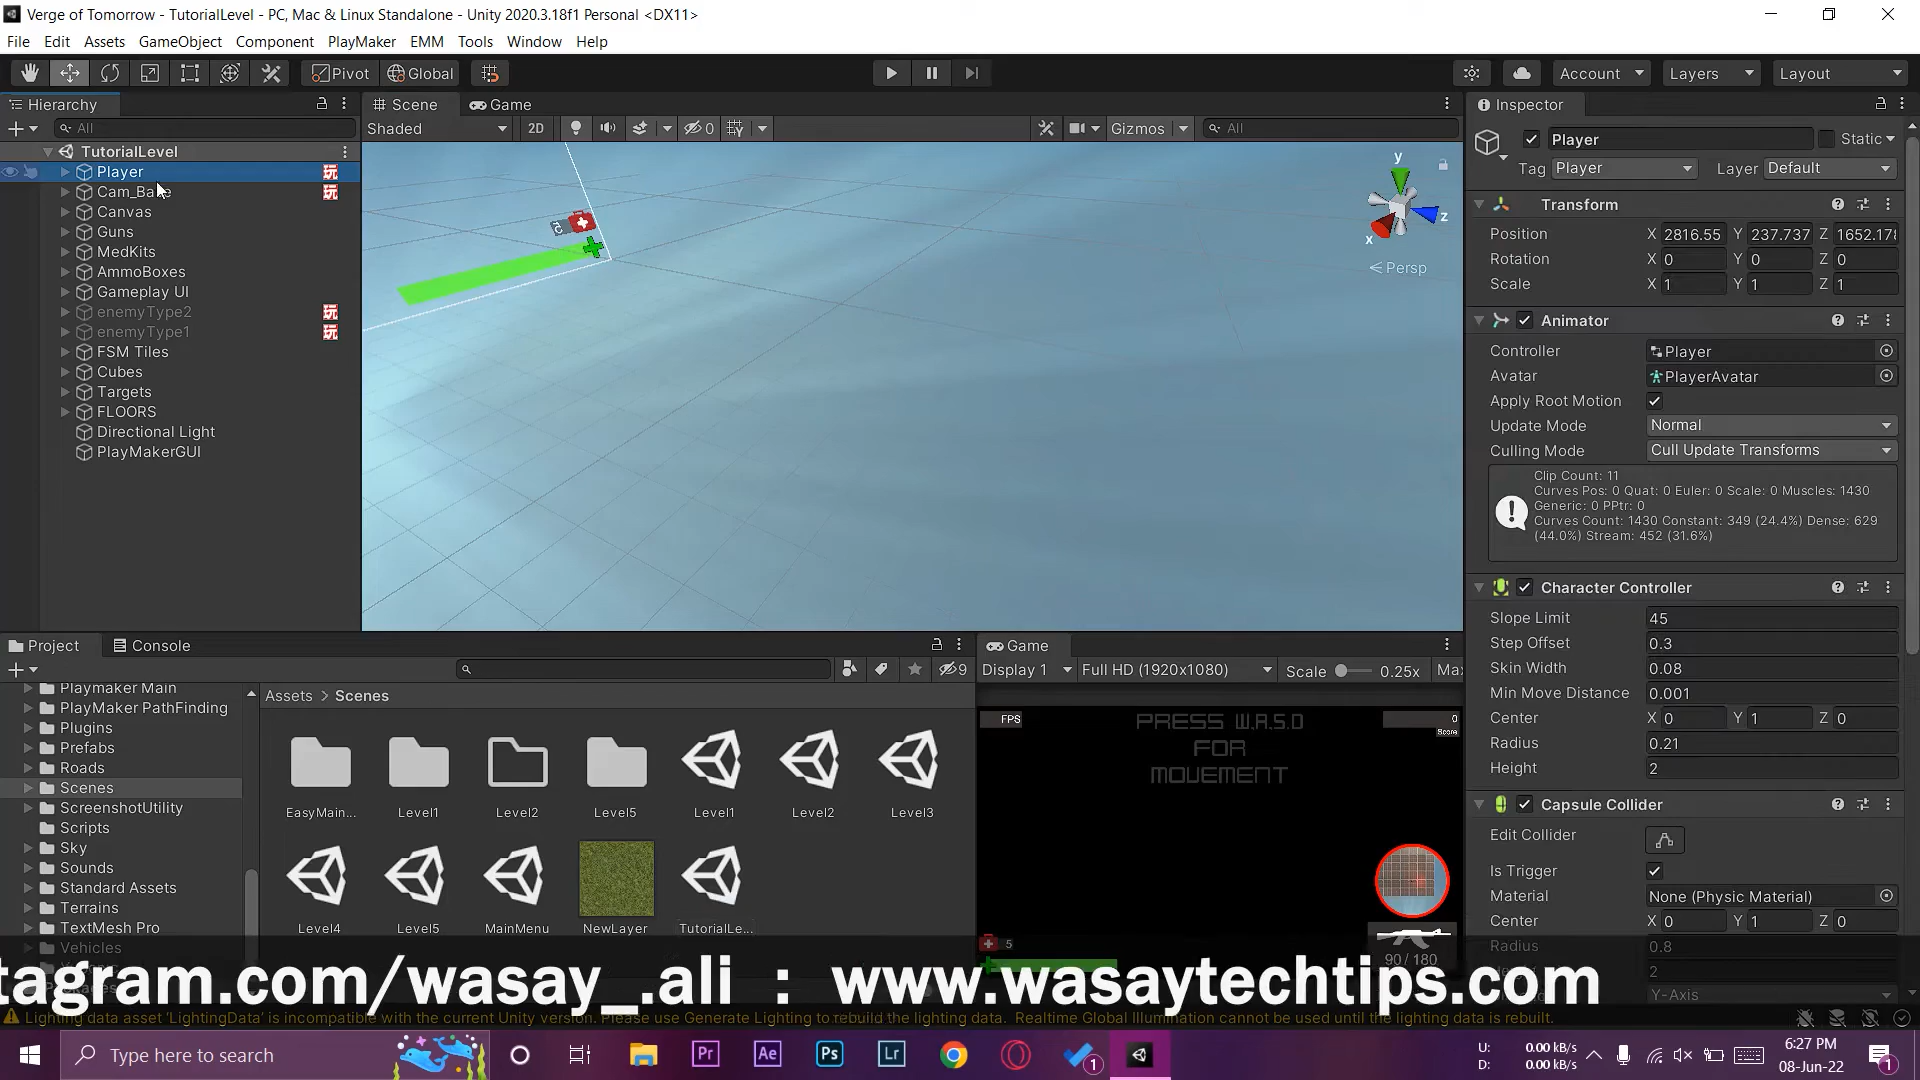 Verge of Tomorrow - TutorialLevel - PC, Mac & Linux Standalone - Unity 2020.3.18f1 Personal <DX11>
File Edit Assets GameObject Component PlayMaker EMM Tools Window Help
Pivot Global Account Layers Layout
Hierarchy
All
TutorialLevel
Player
Cam_Ba
Canvas
Guns
MedKits
AmmoBoxes
Gameplay UI
enemyType2
enemyType1
FSM Tiles
Cubes
Targets
FLOORS
Directional Light
PlayMakerGUI
Scene Game
Shaded 2D 0 Gizmos All
5
y
z
x
Persp
Inspector
Player Static
Tag Player Layer Default
Transform
Position X 2816.55 Y 237.737 Z 1652.178
Rotation X 0 Y 0 Z 0
Scale X 1 Y 1 Z 1
Animator
Controller Player
Avatar PlayerAvatar
Apply Root Motion
Update Mode Normal
Culling Mode Cull Update Transforms
Clip Count: 11
Curves Pos: 0 Quat: 0 Euler: 0 Scale: 0 Muscles: 1430
Generic: 0 PPtr: 0
Curves Count: 1430 Constant: 349 (24.4%) Dense: 629
(44.0%) Stream: 452 (31.6%)
Character Controller
Slope Limit 45
Step Offset 0.3
Skin Width 0.08
Min Move Distance 0.001
Center X 0 Y 1 Z 0
Radius 0.21
Height 2
Capsule Collider
Edit Collider
Is Trigger
Material None (Physic Material)
Center X 0 Y 1 Z 0
Radius 0.8
2
Y-Axis
Project Console
9
Playmaker Main
PlayMaker PathFinding
Plugins
Prefabs
Roads
Scenes
ScreenshotUtility
Scripts
Sky
Sounds
Standard Assets
Terrains
TextMesh Pro
Vehicles
Assets > Scenes
EasyMain... Level1 Level2 Level5 Level1 Level2 Level3
Level4 Level5 MainMenu NewLayer TutorialLe...
Game
Display 1 Full HD (1920x1080) Scale 0.25x Max
FPS
PRESS W.A.S.D
FOR
MOVEMENT
0
Score
5
90 / 180
tagram.com/wasay_.ali : www.wasaytechtips.com
Lighting data asset 'LightingData' is incompatible with the current Unity version. Please use Generate Lighting to rebuild the lighting data. Realtime Global Illumination cannot be used until the lighting data is rebuilt.
Type here to search
Pr Ae Ps Lr 1
U: 0.00 kB/s
D: 0.00 kB/s
6:27 PM
08-Jun-22
1